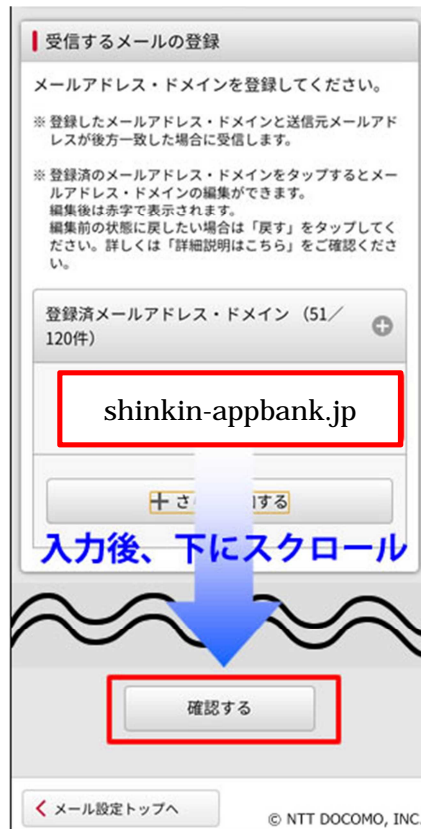 受信するメールの登録
メールアドレス・ドメインを登録してください。
※ 登録したメールアドレス・ドメインと送信元メールアド
レスが後方一致した場合に受信します。
※ 登録済のメールアドレス・ドメインをタップするとメー
ルアドレス・ドメインの編集ができます。
編集後は赤字で表示されます。
編集前の状態に戻したい場合は「戻す」をタップしてく
ださい。詳しくは「詳細説明はこちら」をご確認くださ
い。
登録済メールアドレス・ドメイン（51／
120件）
shinkin-appbank.jp
さ する
入力後、下にスクロール
確認する
メール設定トップへ
© NTT DOCOMO, INC.